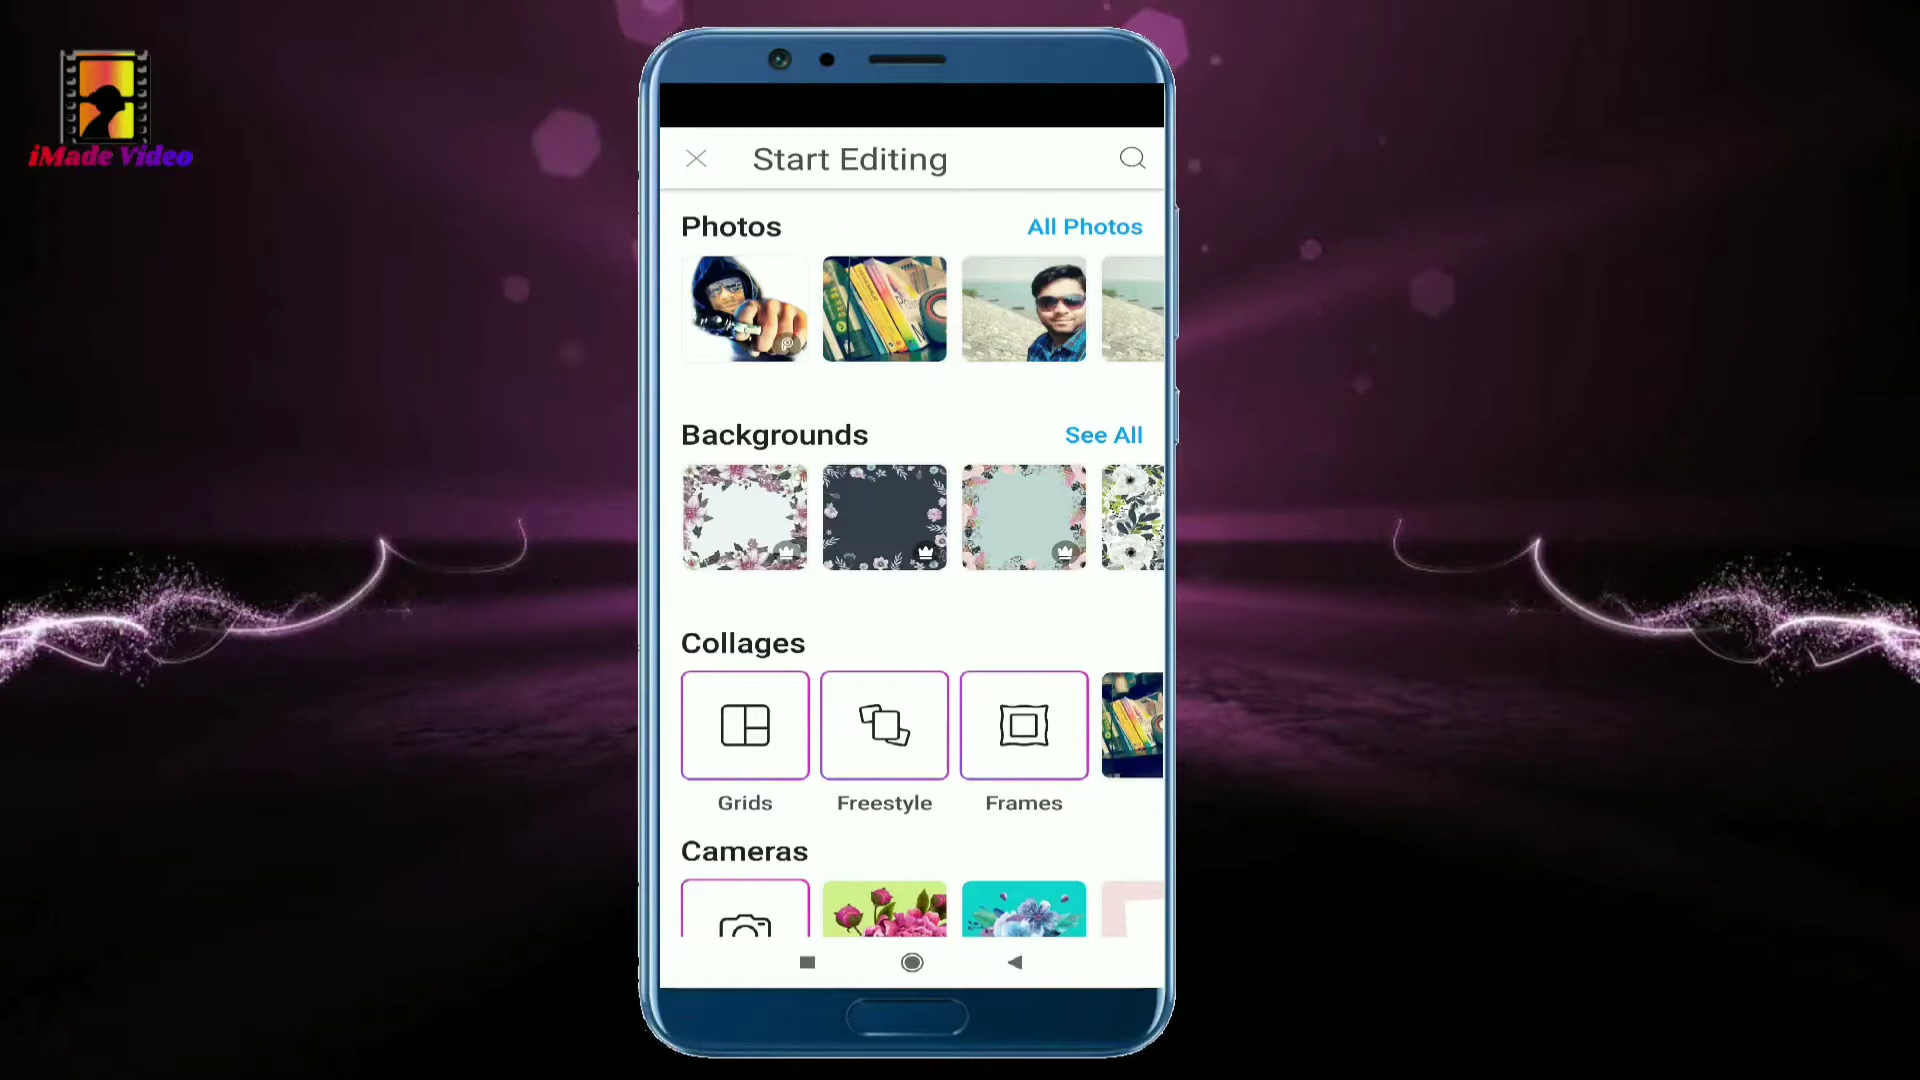 iMade Video
Start Editing
Photos
All Photos
Backgrounds
See All
Collages
Grids
Freestyle
Frames
Cameras